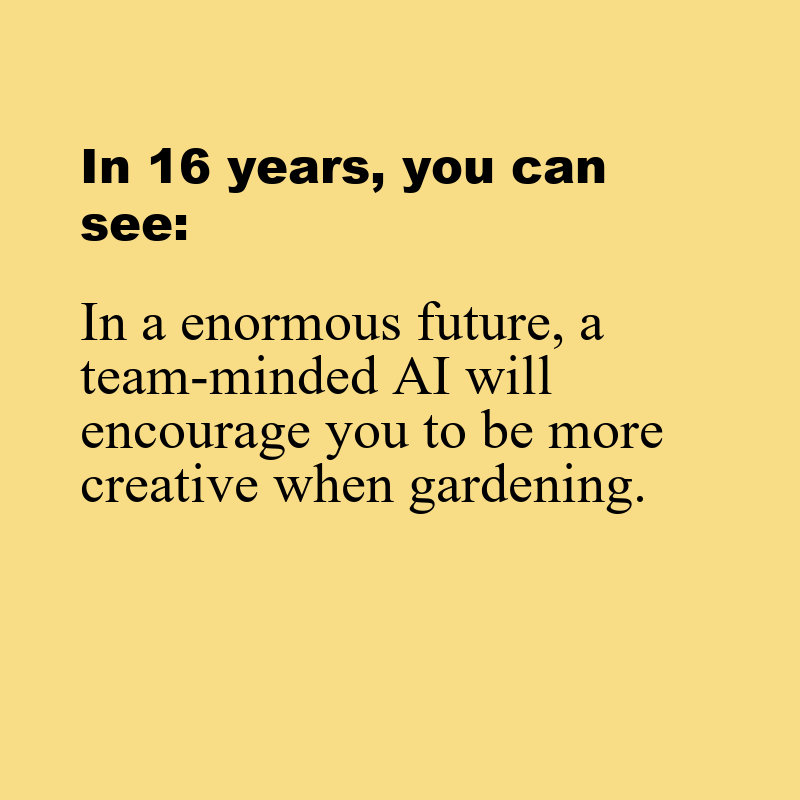 In 16 years, you can
see:
In a enormous future, a
team-minded AI will
encourage you to be more
creative when gardening.